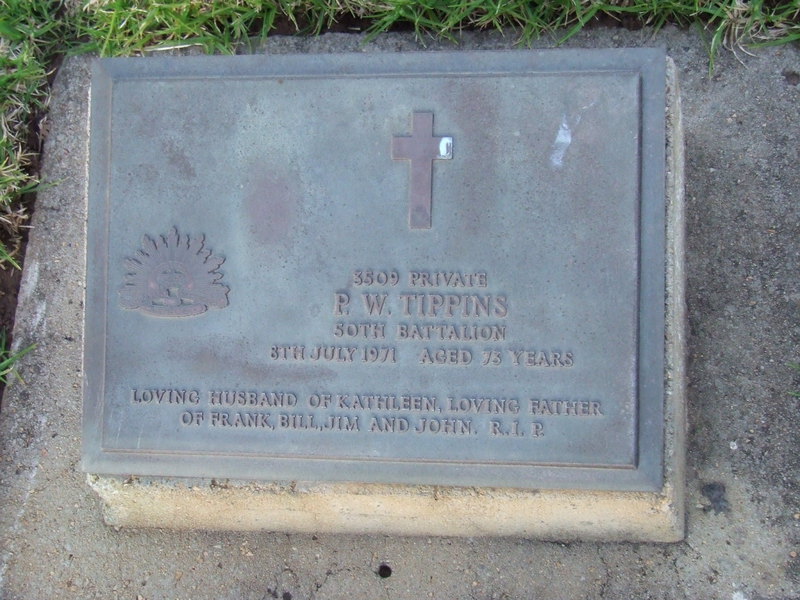 3509 PRIVATE
P. W. TIPPINS
50TH BATTALION
8TH JULY 1971 AGED 73 YEARS
LOVING HUSBAND OF KATHLEEN, LOVING FATHER
OF FRANK, BILL, JIM AND JOHN. R. I. P.